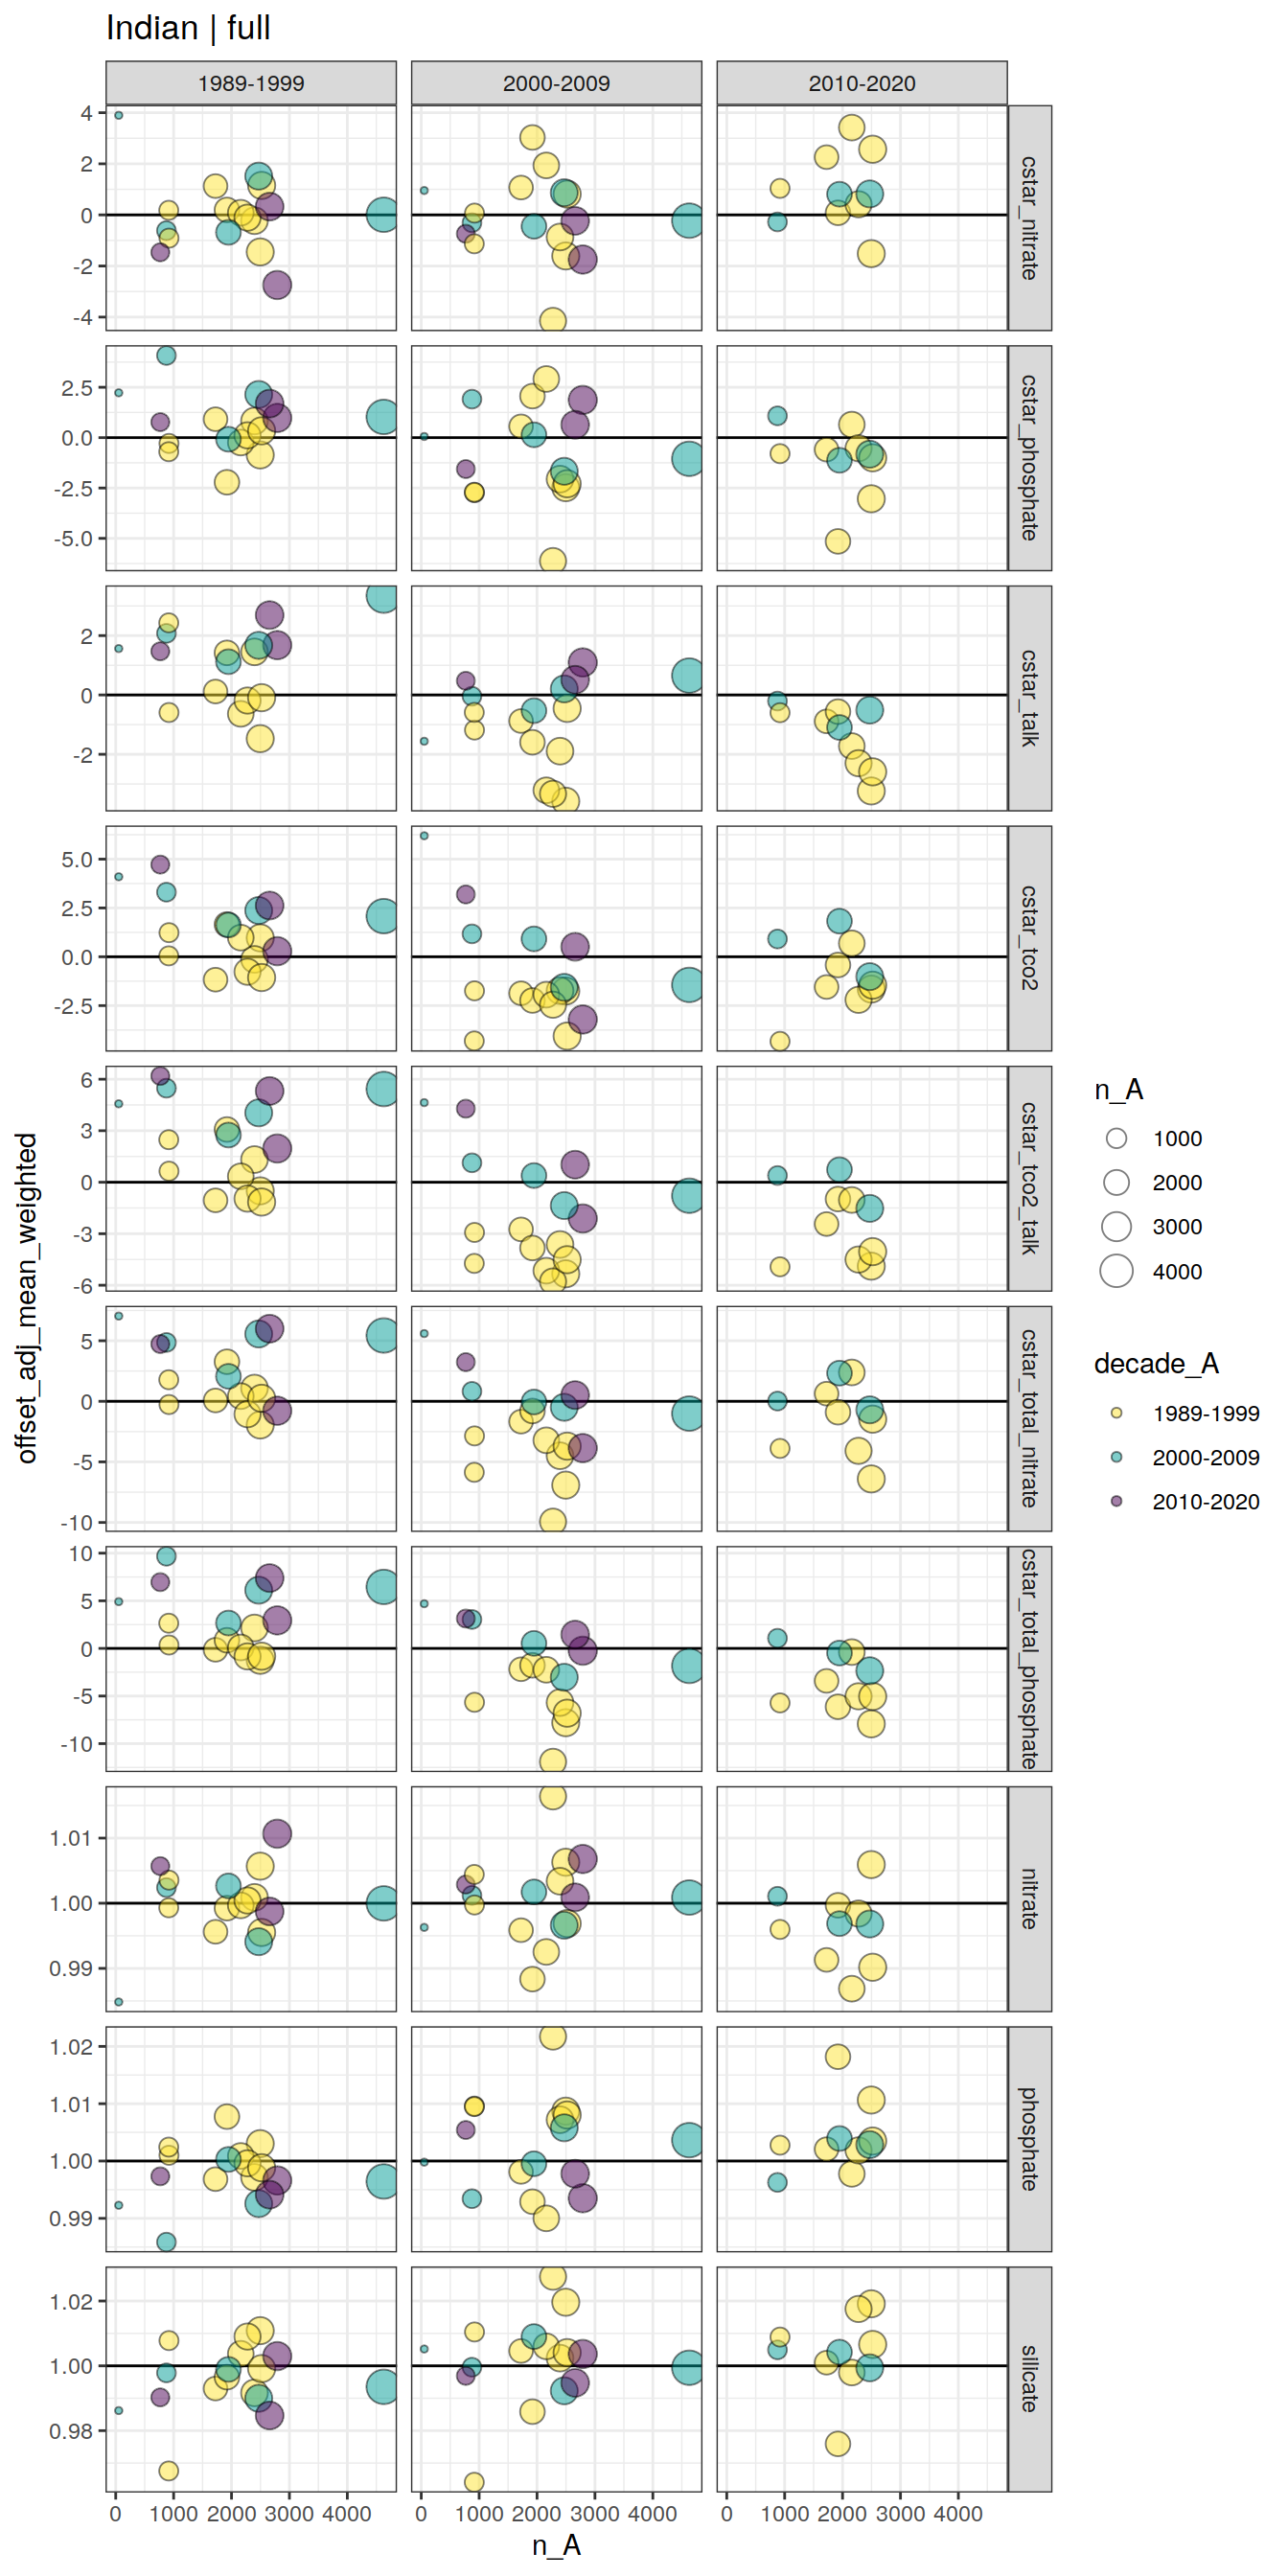 Indian | full
1989-1999 2000-2009 2010-2020
4
2
0
-2
-4
cstar_nitrate
2.5
0.0
-2.5
-5.0
cstar_phosphate
2
0
-2
cstar_talk
5.0
2.5
0.0
-2.5
cstar_tco2
6
3
0
-3
-6
cstar_tco2_talk
5
0
-5
-10
cstar_total_nitrate
10
5
0
-5
-10
cstar_total_phosphate
1.01
1.00
0.99
nitrate
1.02
1.01
1.00
0.99
phosphate
1.02
1.00
0.98
silicate
0 1000 2000 3000 4000 0 1000 2000 3000 4000 0 1000 2000 3000 4000
n_A
offset_adj_mean_weighted
n_A
1000
2000
3000
4000
decade_A
1989-1999
2000-2009
2010-2020